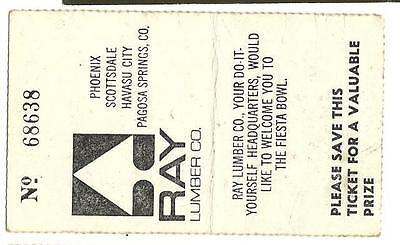 Nº 68638
PHOENIX
SCOTTSDALE
HAVASU CITY
PAGOSA SPRINGS, CO.
RAY
LUMBER CO.
RAY LUMBER CO., YOUR DO-IT-
YOURSELF HEADQUARTERS, WOULD
LIKE TO WELCOME YOU TO
THE FIESTA BOWL.
PLEASE SAVE THIS
TICKET FOR A VALUABLE
PRIZE